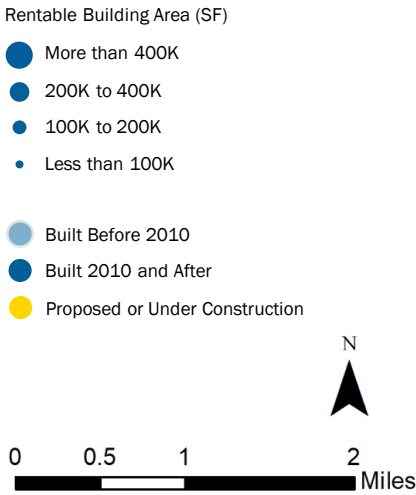 Rentable Building Area (SF)
More than 400K
200K to 400K
100K to 200K
Less than 100K
Built Before 2010
Built 2010 and After
Proposed or Under Construction
N
0 0.5 1 2
Miles